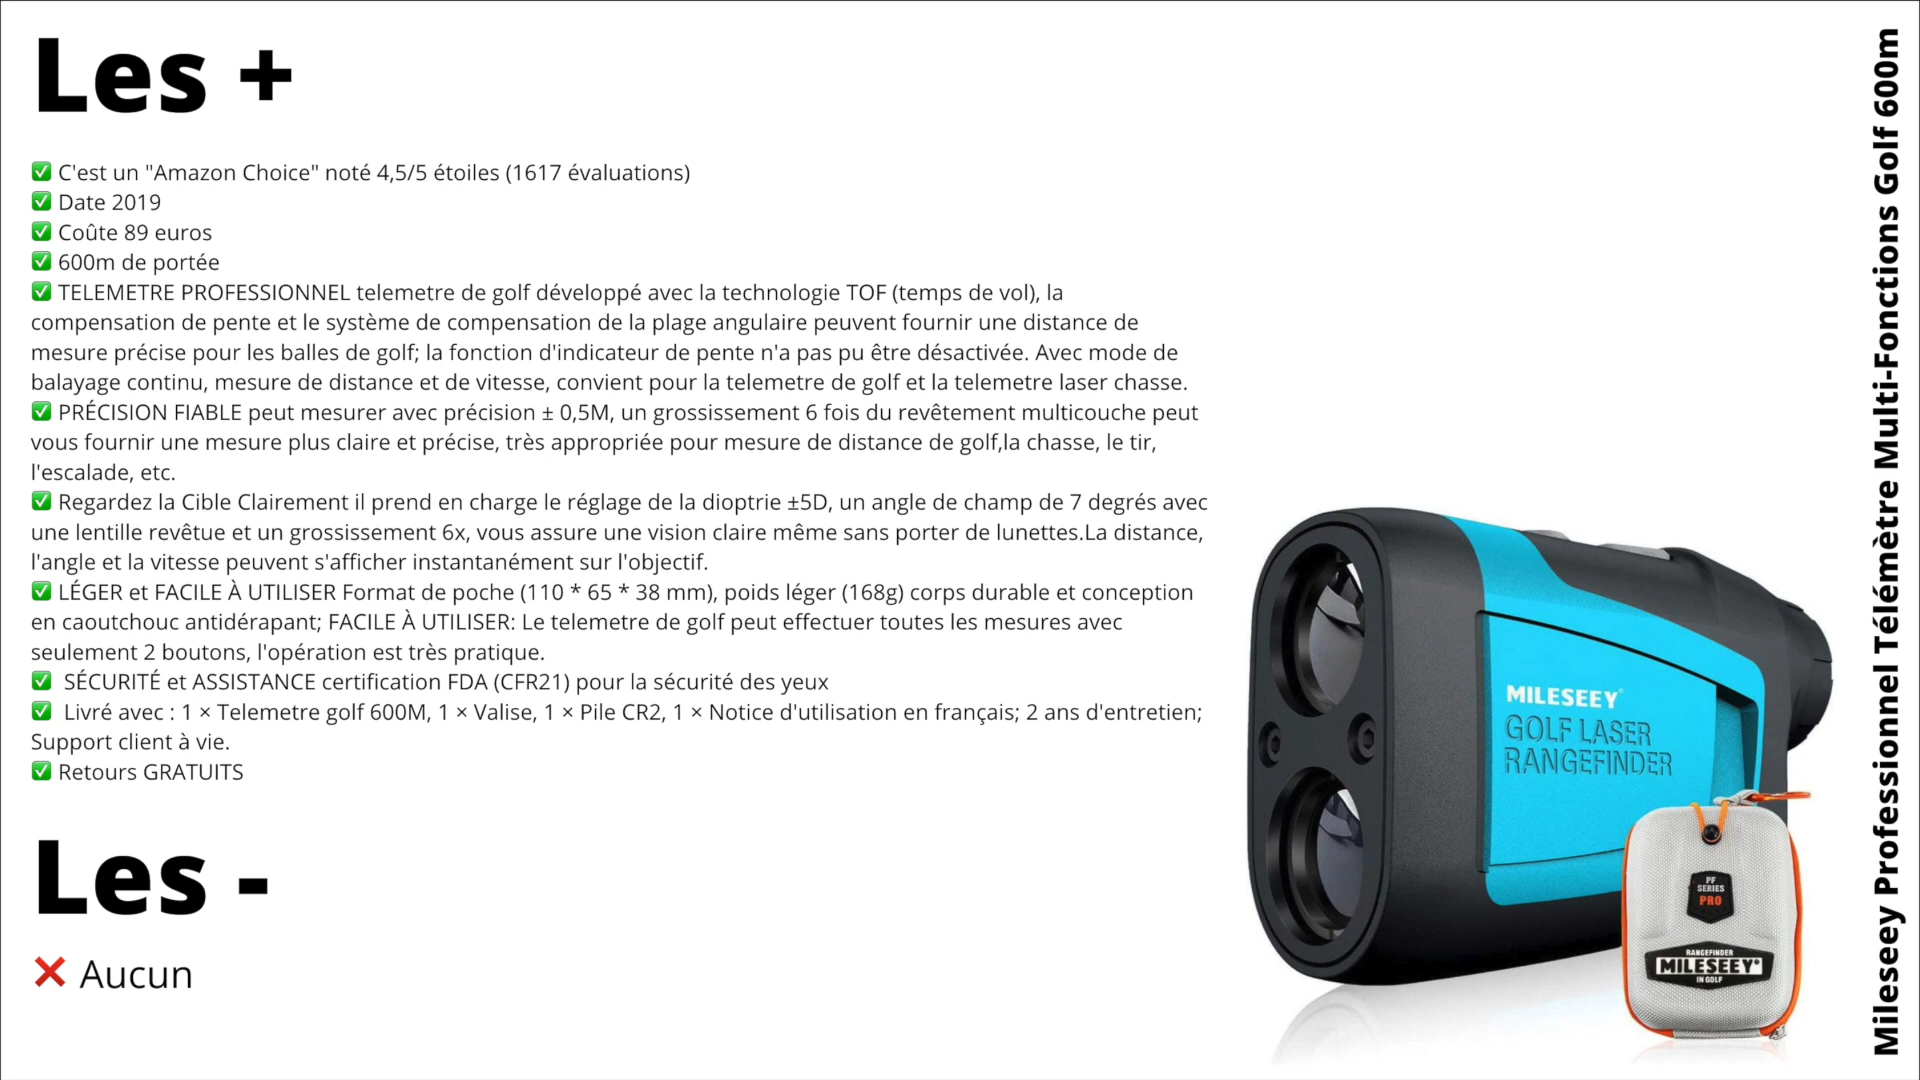 Les +
✅ C'est un "Amazon Choice" noté 4,5/5 étoiles (1617 évaluations)
✅ Date 2019
✅ Coûte 89 euros
✅ 600m de portée
✅ TELEMETRE PROFESSIONNEL telemetre de golf développé avec la technologie TOF (temps de vol), la
compensation de pente et le système de compensation de la plage angulaire peuvent fournir une distance de
mesure précise pour les balles de golf; la fonction d'indicateur de pente n'a pas pu être désactivée. Avec mode de
balayage continu, mesure de distance et de vitesse, convient pour la telemetre de golf et la telemetre laser chasse.
✅ PRÉCISION FIABLE peut mesurer avec précision ± 0,5M, un grossissement 6 fois du revêtement multicouche peut
vous fournir une mesure plus claire et précise, très appropriée pour mesure de distance de golf,la chasse, le tir,
l'escalade, etc.
✅ Regardez la Cible Clairement il prend en charge le réglage de la dioptrie ±5D, un angle de champ de 7 degrés avec
une lentille revêtue et un grossissement 6x, vous assure une vision claire même sans porter de lunettes.La distance,
l'angle et la vitesse peuvent s'afficher instantanément sur l'objectif.
✅ LÉGER et FACILE À UTILISER Format de poche (110 * 65 * 38 mm), poids léger (168g) corps durable et conception
en caoutchouc antidérapant; FACILE À UTILISER: Le telemetre de golf peut effectuer toutes les mesures avec
seulement 2 boutons, l'opération est très pratique.
✅ SÉCURITÉ et ASSISTANCE certification FDA (CFR21) pour la sécurité des yeux
✅ Livré avec : 1 × Telemetre golf 600M, 1 × Valise, 1 × Pile CR2, 1 × Notice d'utilisation en français; 2 ans d'entretien;
Support client à vie.
✅ Retours GRATUITS
Les -
❌ Aucun
MILESEEY
GOLF LASER
RANGEFINDER
PF
SERIES
PRO
RANGEFINDER
MILESEEY
IN GOLF
Mileseey Professionnel Télémètre Multi-Fonctions Golf 600m